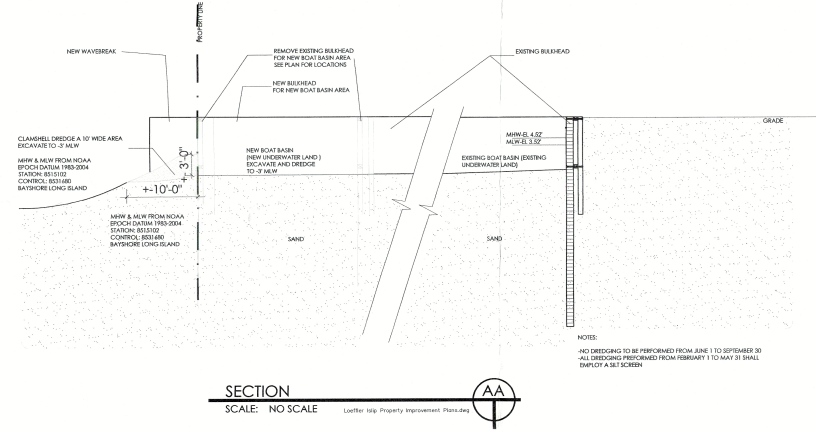 PROPERTY LINE
NEW WAVEBREAK
REMOVE EXISTING BULKHEAD
FOR NEW BOAT BASIN AREA
SEE PLAN FOR LOCATIONS
EXISTING BULKHEAD
NEW BULKHEAD
FOR NEW BOAT BASIN AREA
GRADE
CLAMSHELL DREDGE A 10' WIDE AREA
EXCAVATE TO -3' MLW
MHW-EL 4.52'
MLW-EL 3.52'
MHW & MLW FROM NOAA
EPOCH DATUM 1983-2004
STATION: 8515102
CONTROL: 8531680
BAYSHORE LONG ISLAND
+- 3'-0"
NEW BOAT BASIN
(NEW UNDERWATER LAND )
EXCAVATE AND DREDGE
TO -3' MLW
EXISTING BOAT BASIN (EXISTING
UNDERWATER LAND)
+-10'-0"
MHW & MLW FROM NOAA
EPOCH DATUM 1983-2004
STATION: 8515102
CONTROL: 8531680
BAYSHORE LONG ISLAND
SAND
SAND
NOTES:
-NO DREDGING TO BE PERFORMED FROM JUNE 1 TO SEPTEMBER 30
-ALL DREDGING PREFORMED FROM FEBRUARY 1 TO MAY 31 SHALL
EMPLOY A SILT SCREEN
SECTION
AA
SCALE: NO SCALE
Loeffler Islip Property Improvement Plans.dwg